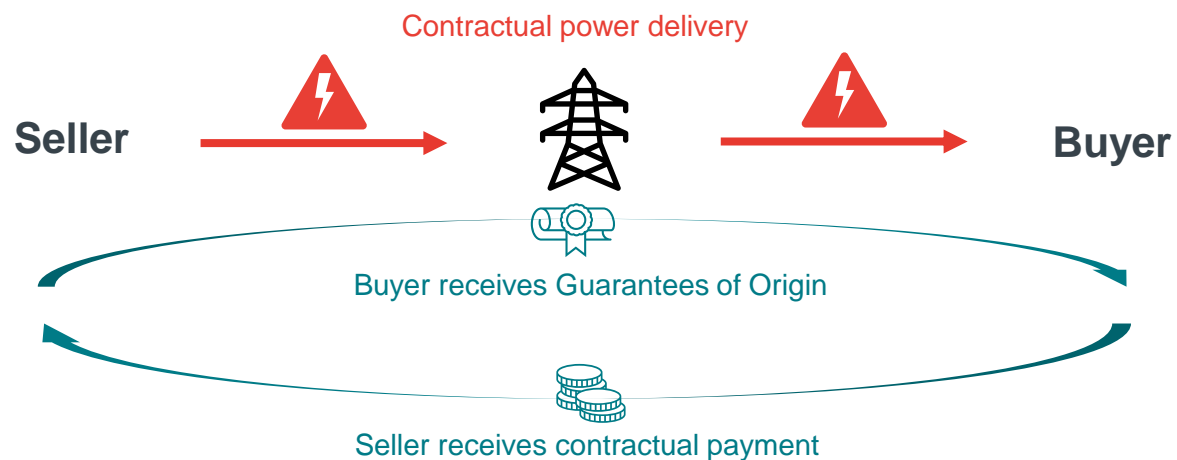 Contractual power delivery
Seller
Buyer
Buyer receives Guarantees of Origin
Seller receives contractual payment